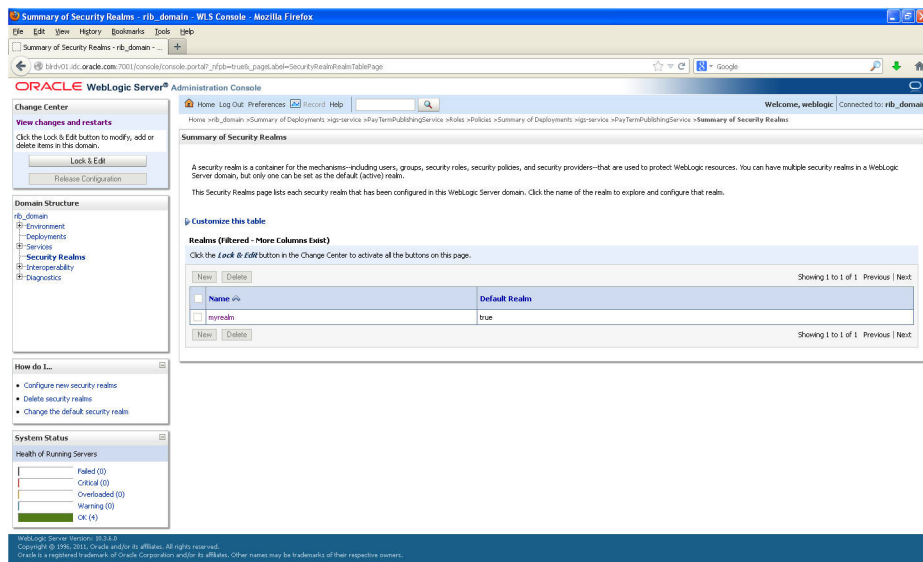 Summary of Security Realms - rib_domain - WLS Console - Mozilla Firefox
File Edit View History Bookmarks Tools Help
Summary of Security Realms - rib_domain - ... +
blrdv01.idc.oracle.com:7001/console/console.portal?_nfpb=true&_pageLabel=SecurityRealmRealmTablePage
Google
ORACLE WebLogic Server® Administration Console
Change Center
View changes and restarts
Click the Lock & Edit button to modify, add or
delete items in this domain.
Lock & Edit
Release Configuration
Domain Structure
rib_domain
Environment
Deployments
Services
Security Realms
Interoperability
Diagnostics
How do I...
Configure new security realms
Delete security realms
Change the default security realm
System Status
Health of Running Servers
Failed (0)
Critical (0)
Overloaded (0)
Warning (0)
OK (4)
Home Log Out Preferences Record Help
Welcome, weblogic Connected to: rib_domain
Home >rib_domain >Summary of Deployments >igs-service >PayTermPublishingService >Roles >Policies >Summary of Deployments >igs-service >PayTermPublishingService >Summary of Security Realms
Summary of Security Realms
A security realm is a container for the mechanisms--including users, groups, security roles, security policies, and security providers--that are used to protect WebLogic resources. You can have multiple security realms in a WebLogic
Server domain, but only one can be set as the default (active) realm.
This Security Realms page lists each security realm that has been configured in this WebLogic Server domain. Click the name of the realm to explore and configure that realm.
Customize this table
Realms (Filtered - More Columns Exist)
Click the Lock & Edit button in the Change Center to activate all the buttons on this page.
New Delete Showing 1 to 1 of 1 Previous | Next
Name Default Realm
myrealm true
New Delete Showing 1 to 1 of 1 Previous | Next
WebLogic Server Version: 10.3.6.0
Copyright © 1996, 2011, Oracle and/or its affiliates. All rights reserved.
Oracle is a registered trademark of Oracle Corporation and/or its affiliates. Other names may be trademarks of their respective owners.